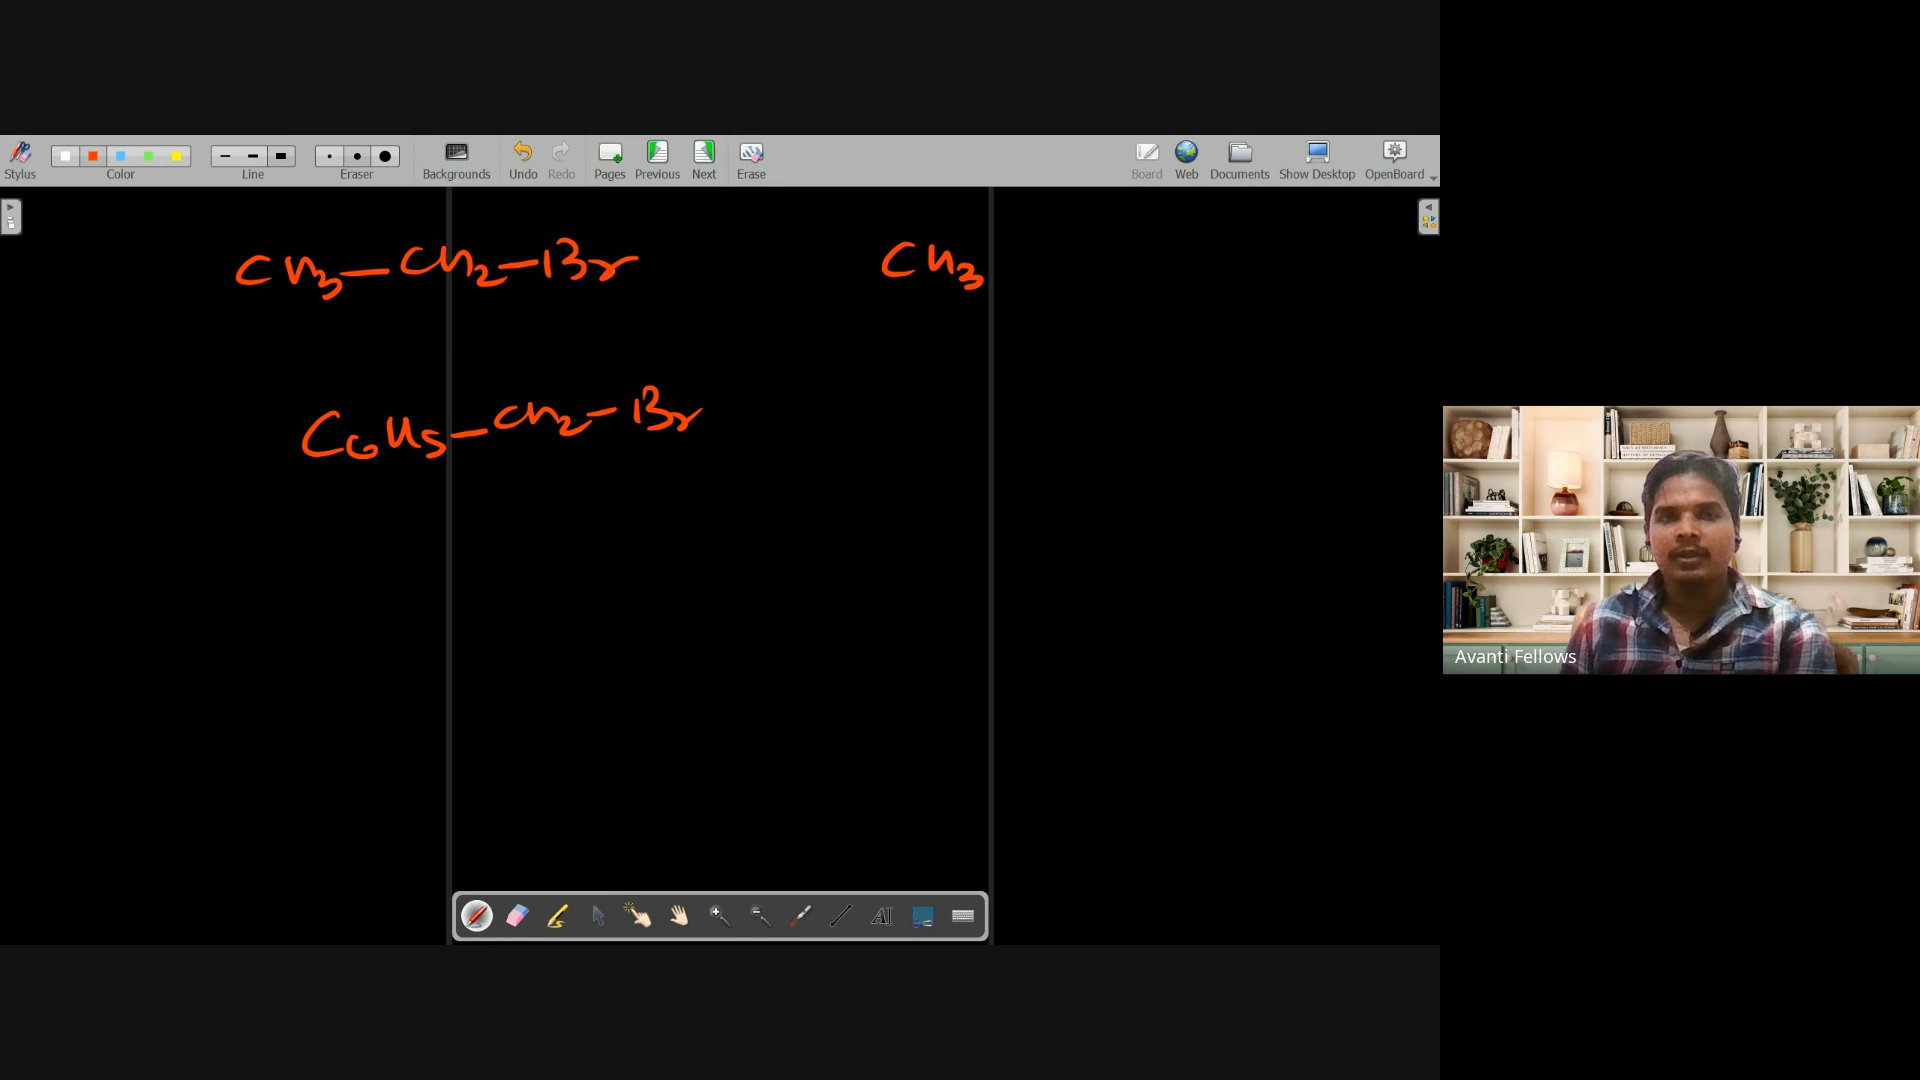 Stylus Color Line Eraser Backgrounds Undo Redo Pages Previous Next Erase Board Web Documents Show Desktop OpenBoard
CH3-CH2-Br CH3
C6H5-CH2-Br
AI
Avanti Fellows